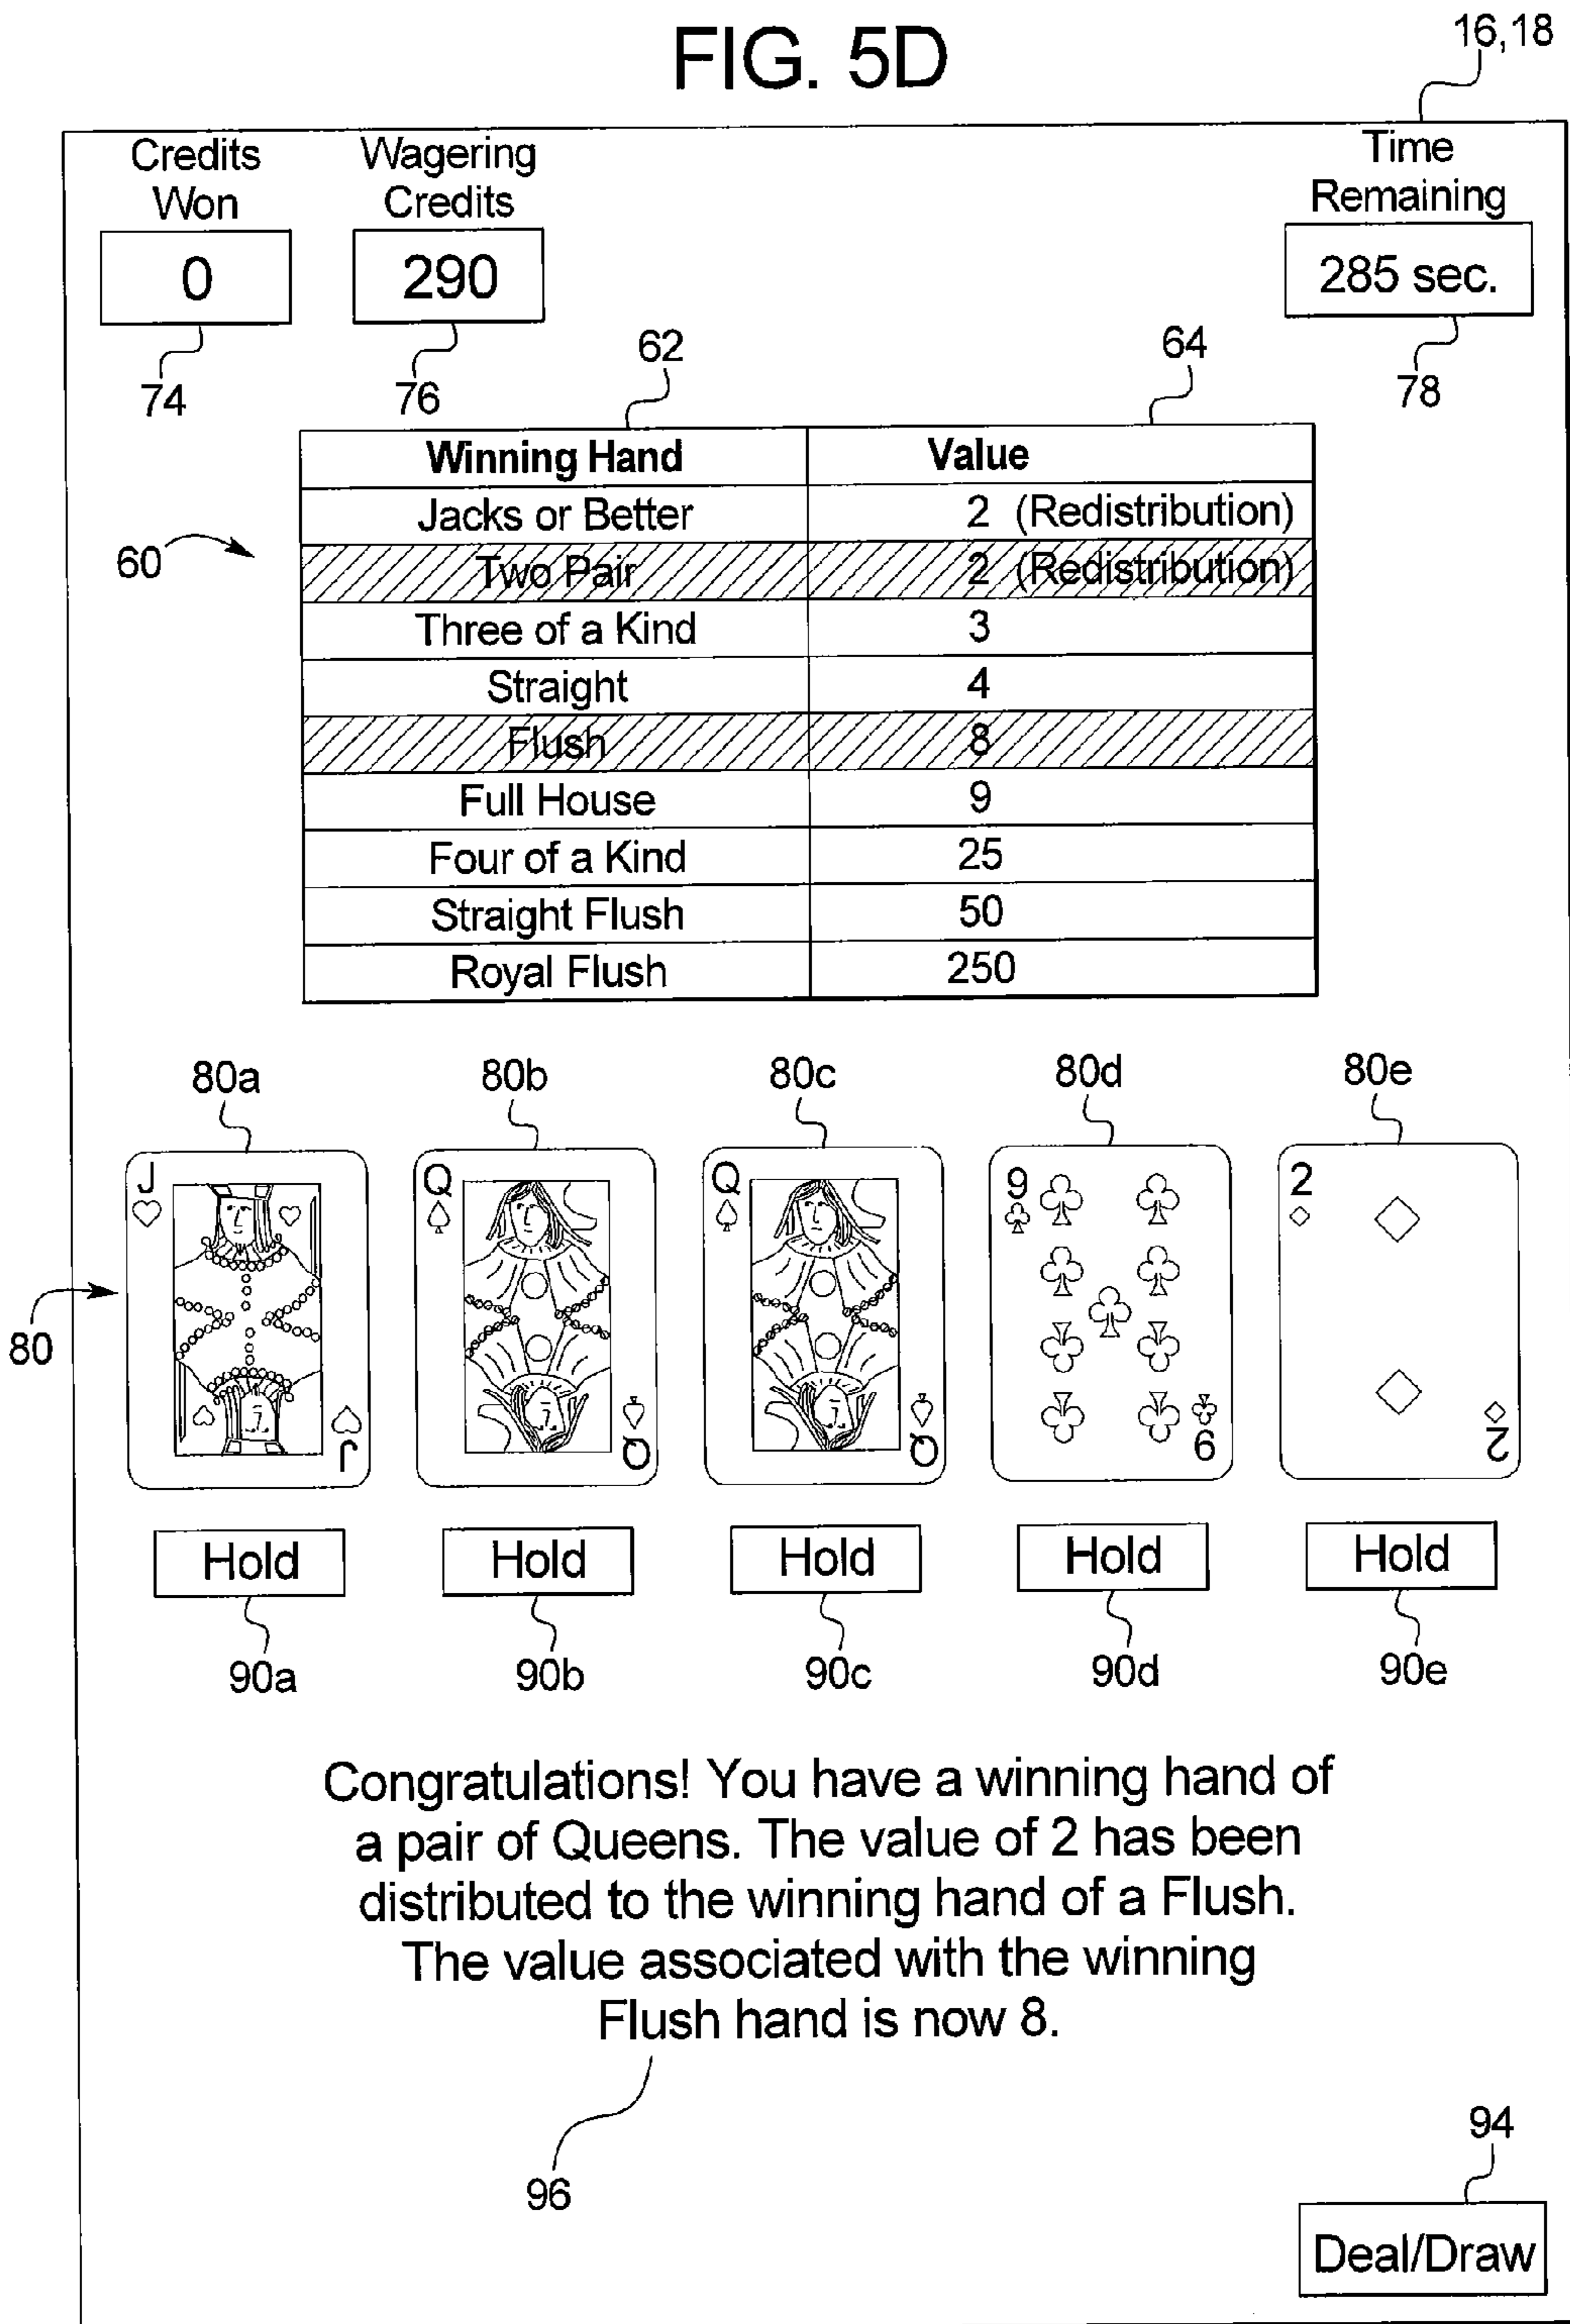 FIG. 5D
16,18
Credits Won
Wagering Credits
Time Remaining
0
290
285 sec.
74
76
62
64
78
60
Winning Hand Value
Jacks or Better 2 (Redistribution)
Two Pair 2 (Redistribution)
Three of a Kind 3
Straight 4
Flush 8
Full House 9
Four of a Kind 25
Straight Flush 50
Royal Flush 250
80a 80b 80c 80d 80e
J Q Q 9 2
80
J Q Q 9 2
Hold Hold Hold Hold Hold
90a 90b 90c 90d 90e
Congratulations! You have a winning hand of
a pair of Queens. The value of 2 has been
distributed to the winning hand of a Flush.
The value associated with the winning
Flush hand is now 8.
96
94
Deal/Draw